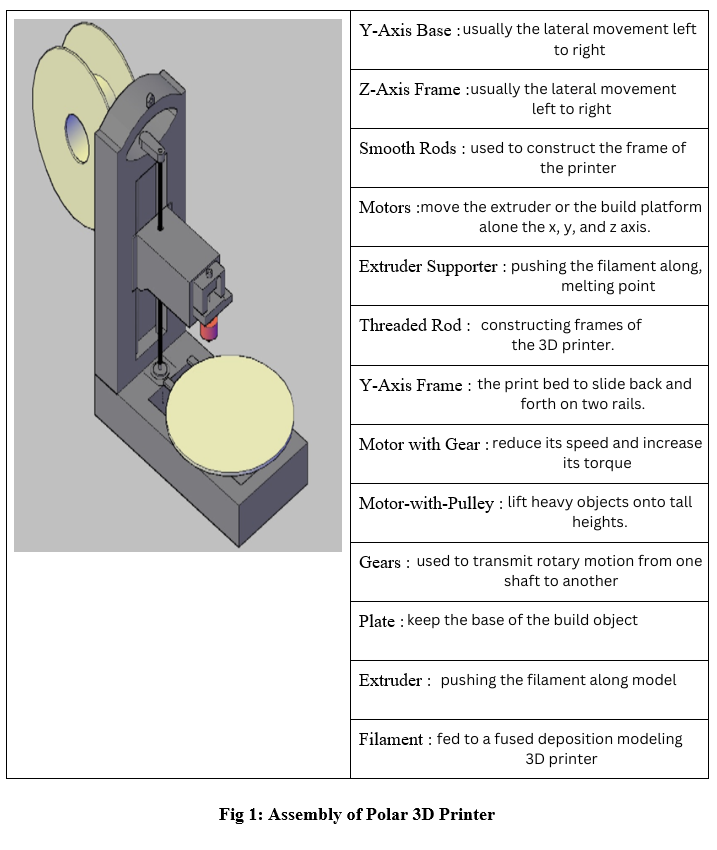 Y-Axis Base : usually the lateral movement left
to right
Z-Axis Frame : usually the lateral movement
left to right
Smooth Rods : used to construct the frame of
the printer
Motors : move the extruder or the build platform
alone the x, y, and z axis.
Extruder Supporter : pushing the filament along,
melting point
Threaded Rod : constructing frames of
the 3D printer.
Y-Axis Frame : the print bed to slide back and
forth on two rails.
Motor with Gear : reduce its speed and increase
its torque
Motor-with-Pulley : lift heavy objects onto tall
heights.
Gears : used to transmit rotary motion from one
shaft to another
Plate : keep the base of the build object
Extruder : pushing the filament along model
Filament : fed to a fused deposition modeling
3D printer
Fig 1: Assembly of Polar 3D Printer